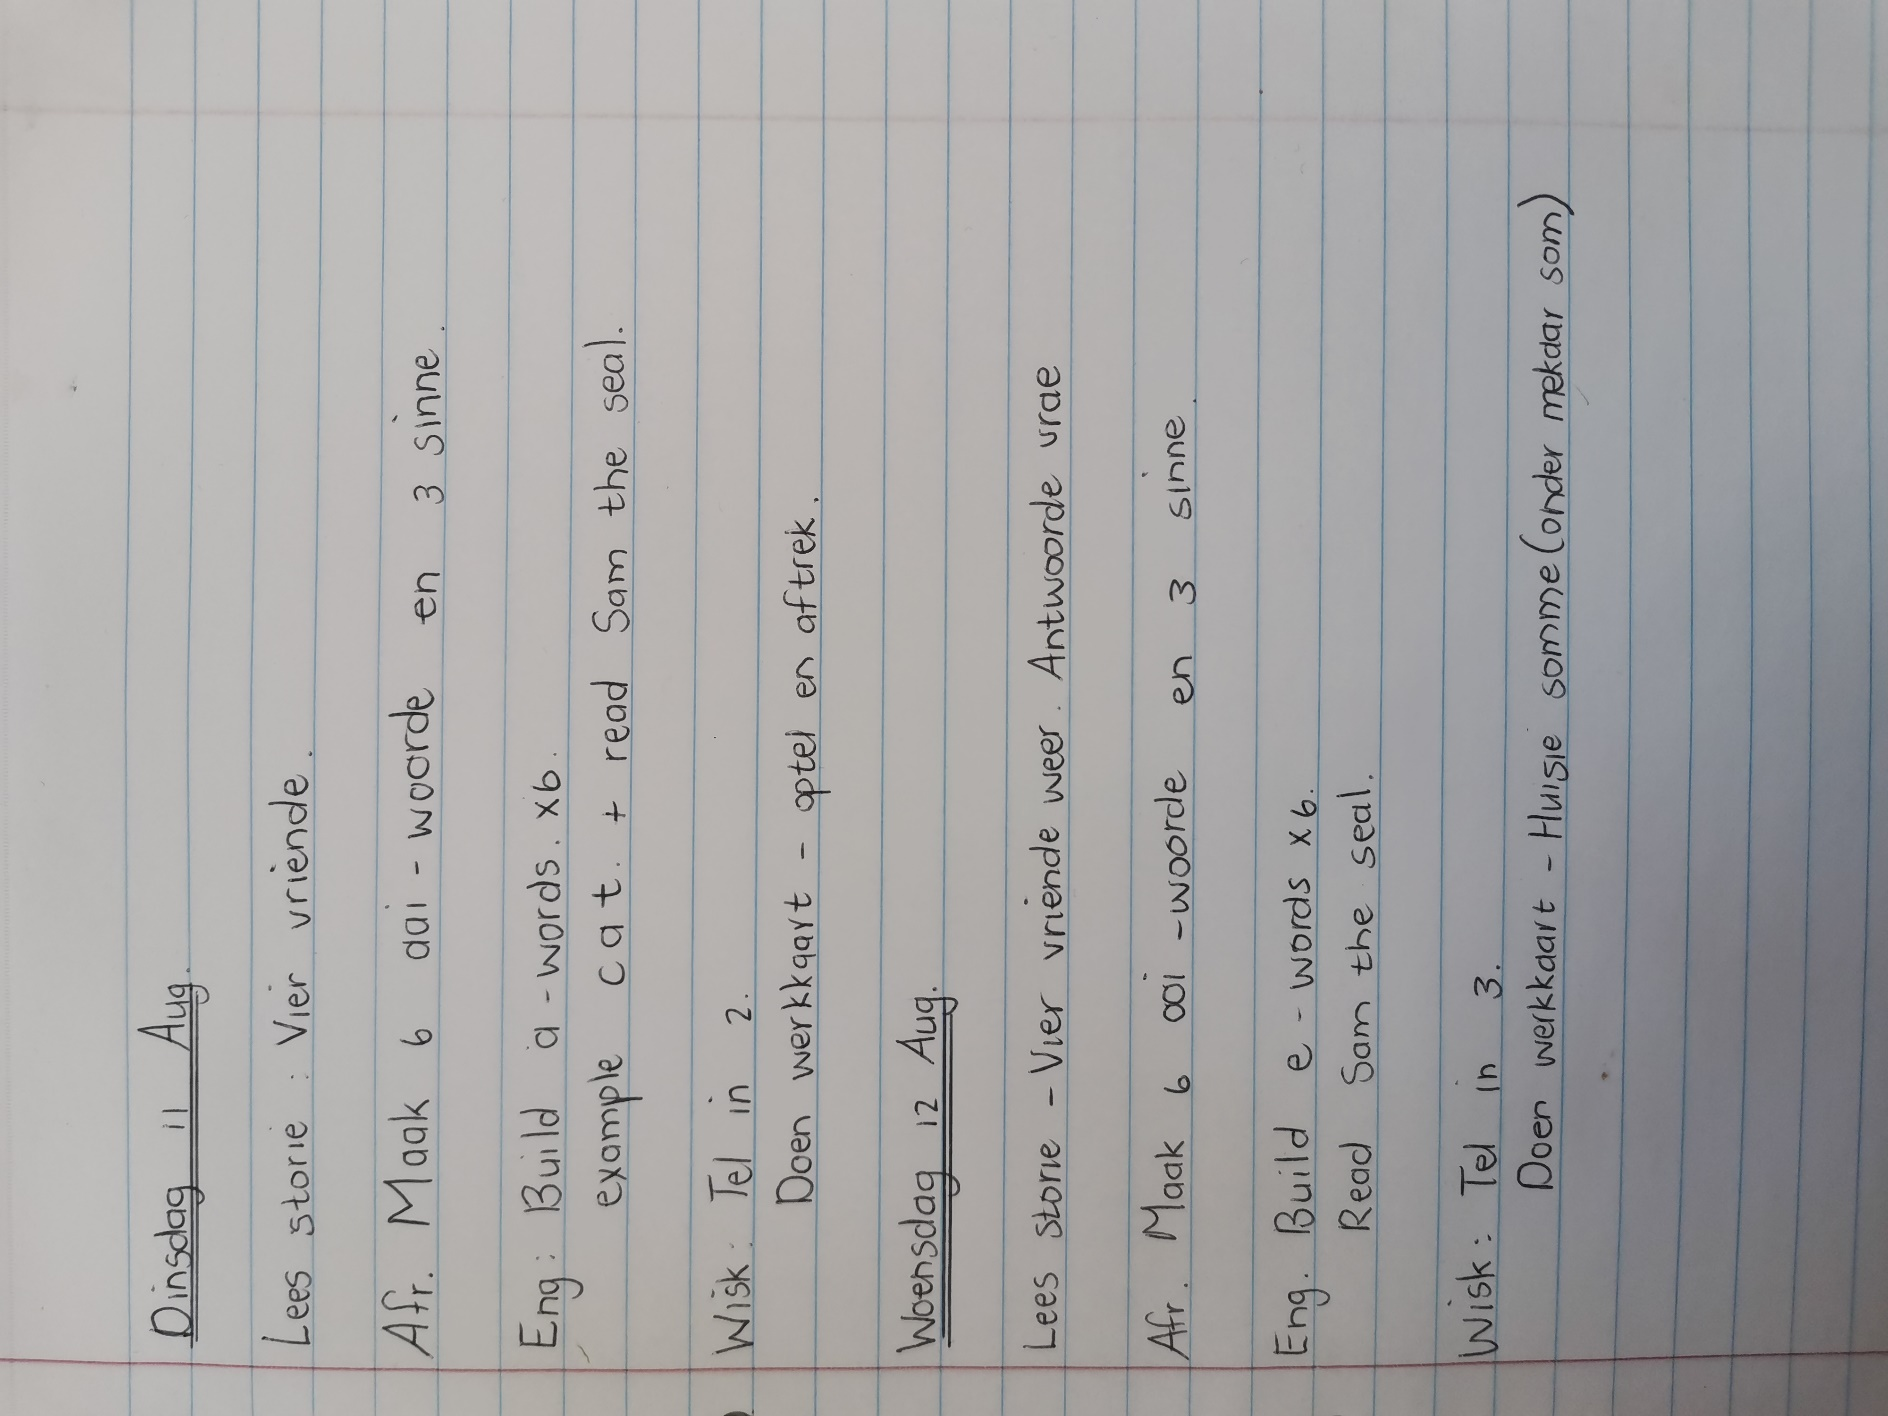 Dinsdag 11 Aug.
Lees storie : Vier vriende.
Afr. Maak 6 aai - woorde en 3 sinne.
Eng: Build a - words. x6.
example c a t. + read Sam the seal.
Wisk: Tel in 2.
Doen werkkaart - optel en aftrek.
Woensdag 12 Aug.
Lees storie - Vier vriende weer. Antwoorde vrae
Afr. Maak 6 ooi - woorde en 3 sinne.
Eng. Build e - words x6.
Read Sam the seal.
Wisk: Tel in 3.
Doen werkkaart - Huisie somme (onder mekaar som)